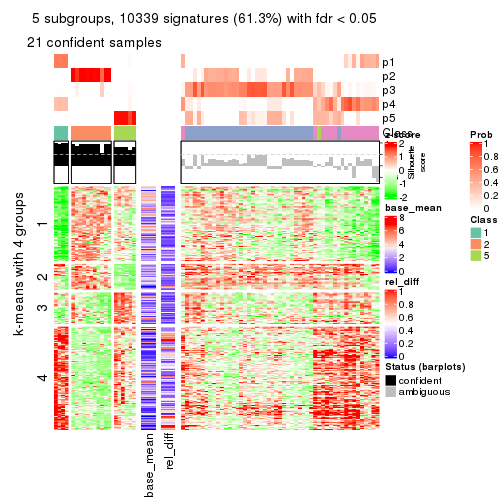 5 subgroups, 10339 signatures (61.3%) with fdr < 0.05
21 confident samples
p1
p2
p3
p4
p5
Class
z-score
2
1
0
-1
-2
Silhouette
score
Prob
1
0.8
0.6
0.4
0.2
0
k-means with 4 groups
1
2
3
4
base_mean
8
6
4
2
0
Class
1
2
5
rel_diff
1
0.8
0.6
0.4
0.2
0
Status (barplots)
confident
ambiguous
base_mean
rel_diff